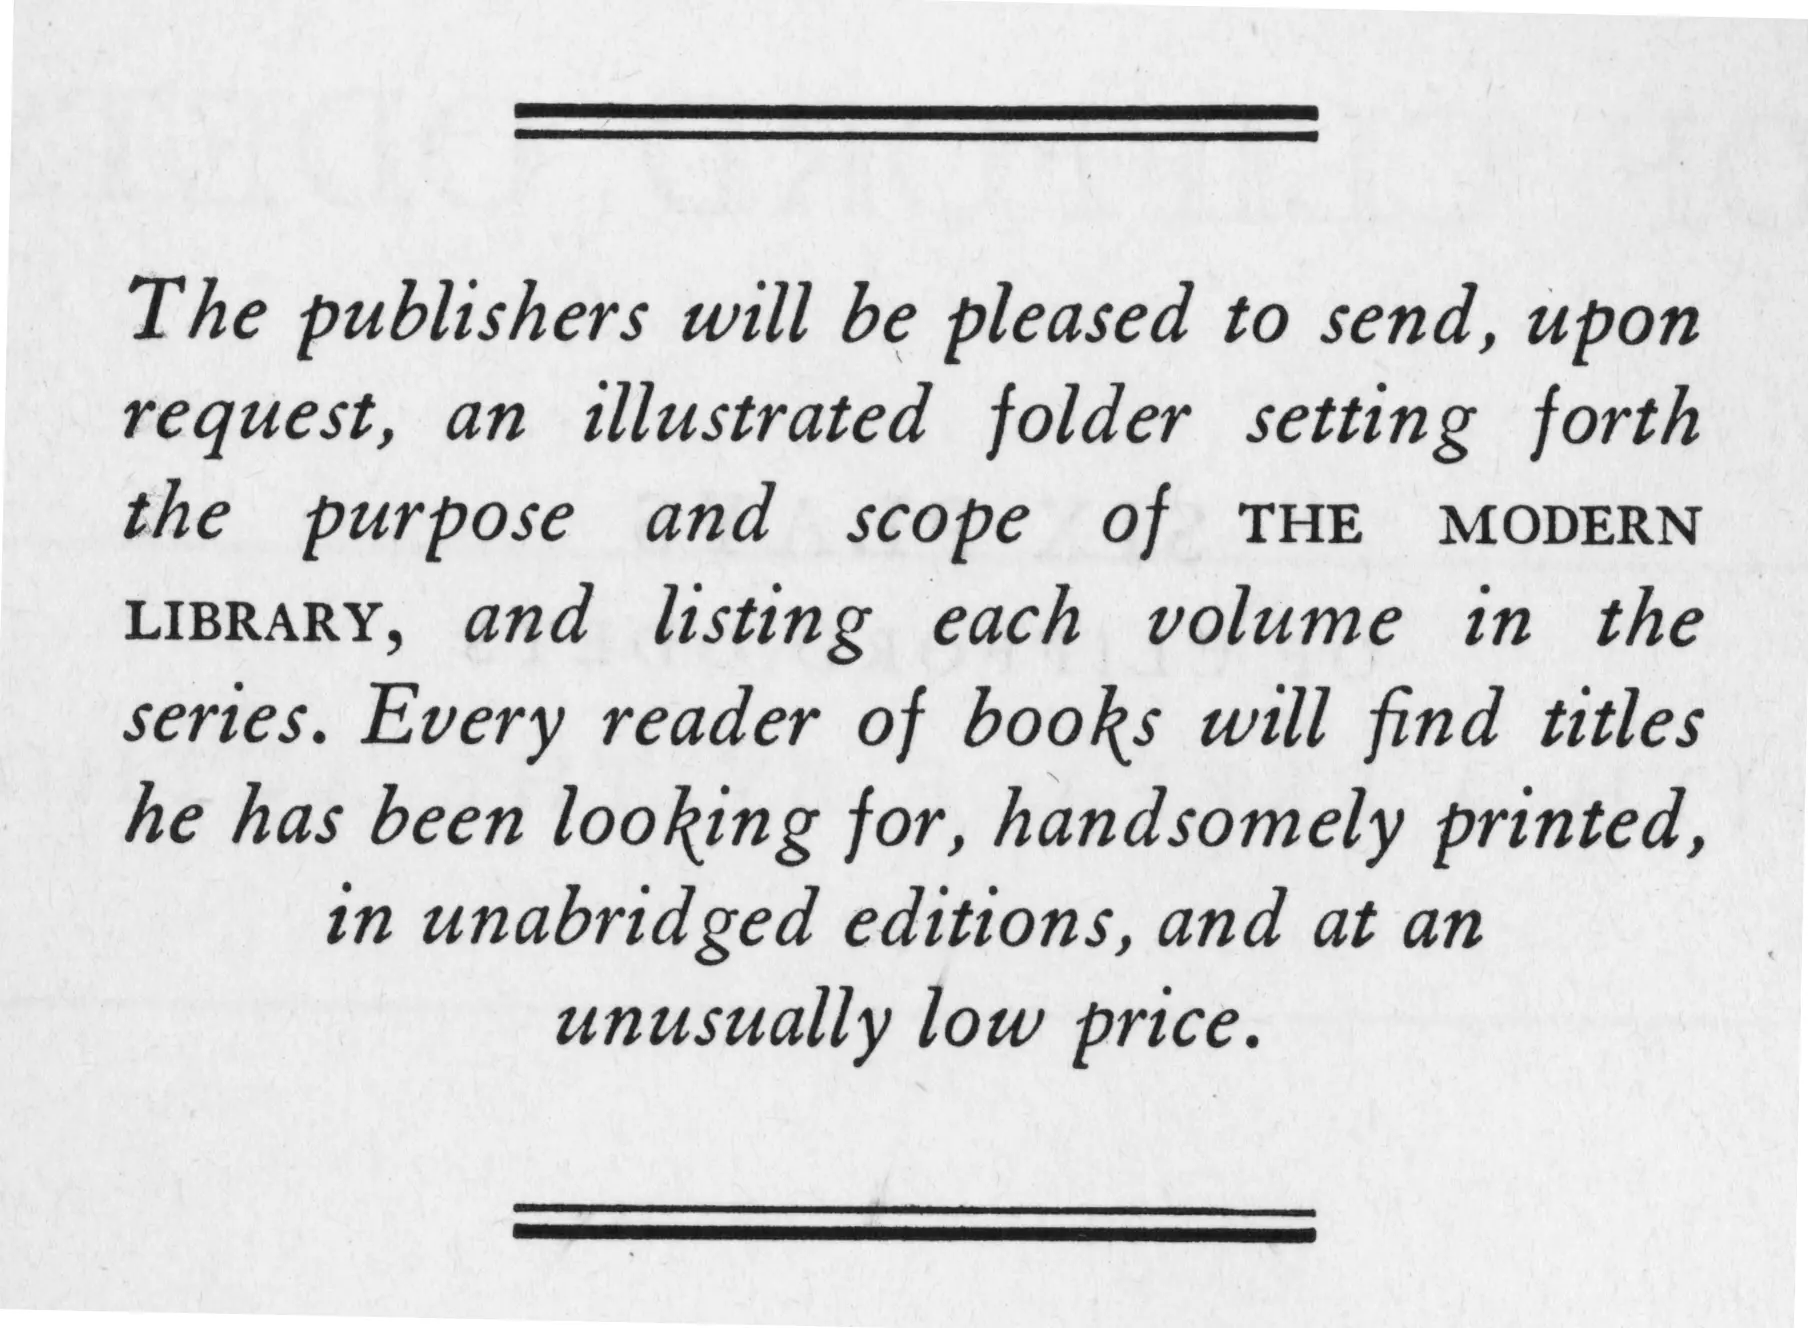 The publishers will be pleased to send, upon
request, an illustrated folder setting forth
the purpose and scope of THE MODERN
LIBRARY, and listing each volume in the
series. Every reader of books will find titles
he has been looking for, handsomely printed,
in unabridged editions, and at an
unusually low price.